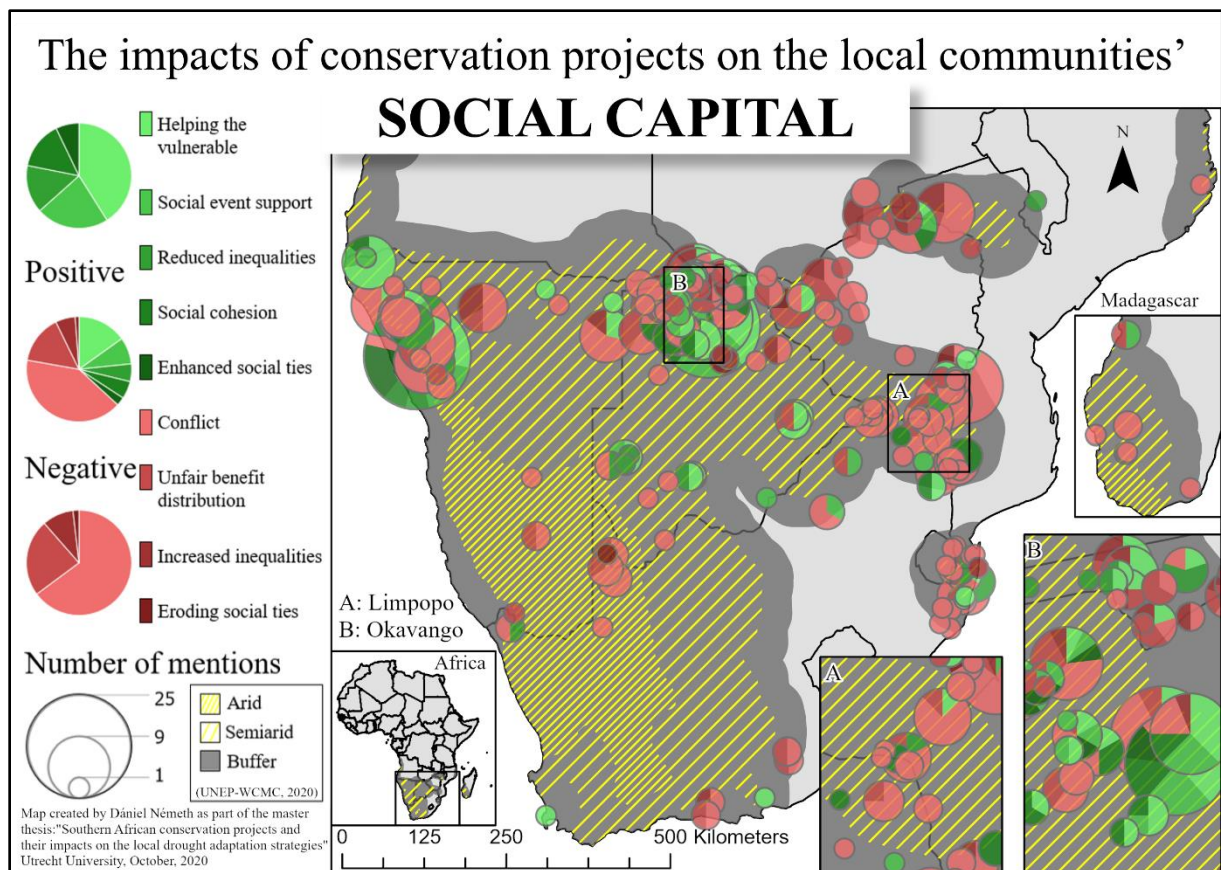 The impacts of conservation projects on the local communities'
SOCIAL CAPITAL
Helping the
vulnerable
Social event support
Reduced inequalities
Positive
Social cohesion
Enhanced social ties
Conflict
Negative
Unfair benefit
distribution
Increased inequalities
Eroding social ties
Number of mentions
25
9
1
Arid
Semiarid
Buffer
(UNEP-WCMC, 2020)
Map created by Dániel Németh as part of the master
thesis:"Southern African conservation projects and
their impacts on the local drought adaptation strategies"
Utrecht University, October, 2020
N
B
A
Madagascar
A: Limpopo
B: Okavango
Africa
A
B
0 125 250 500 Kilometers